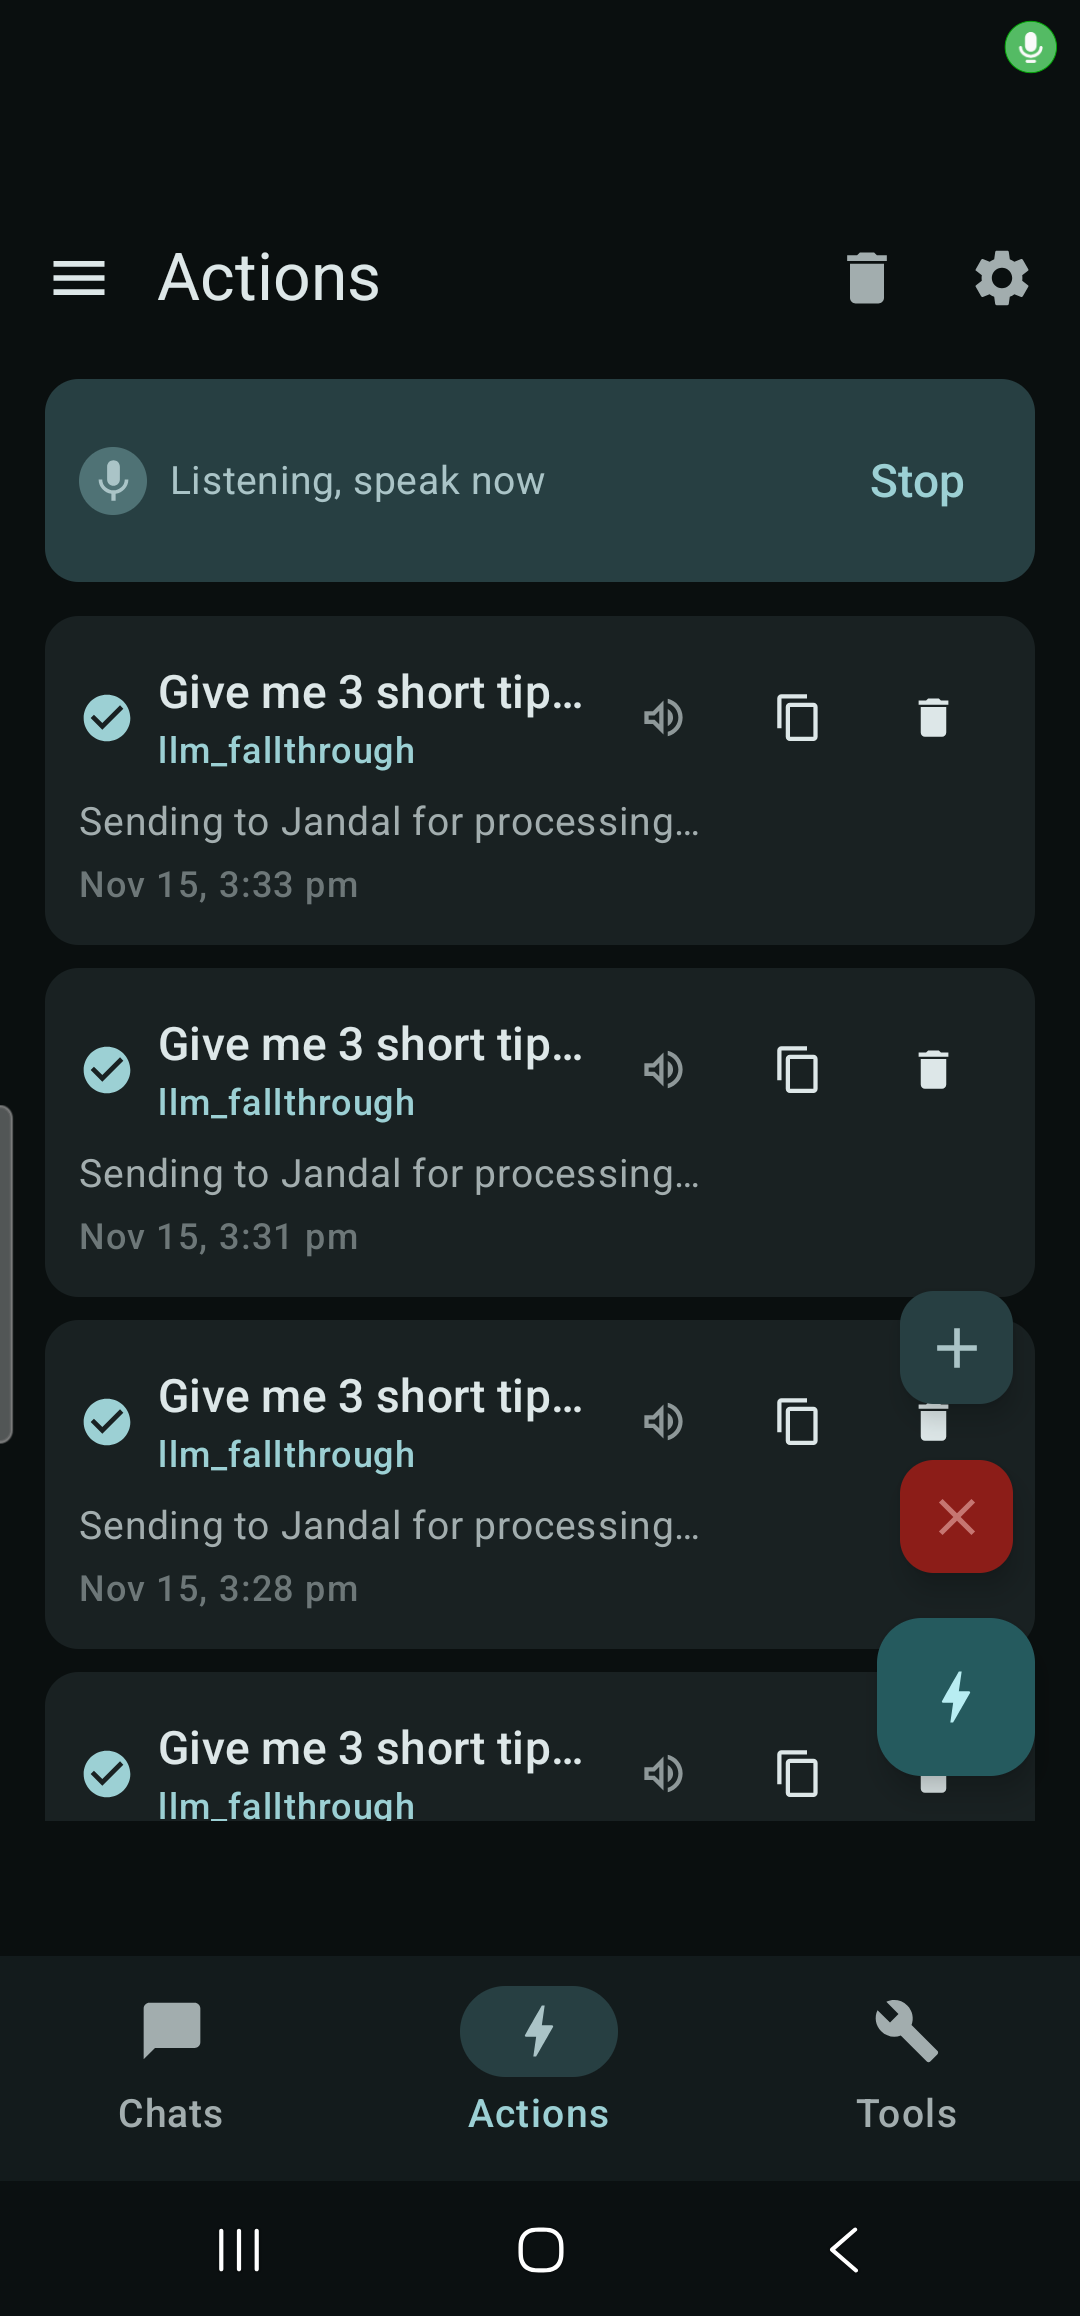 Actions
Listening, speak now
Stop
Give me 3 short tip...
llm_fallthrough
Sending to Jandal for processing...
Nov 15, 3:33 pm
Give me 3 short tip...
llm_fallthrough
Sending to Jandal for processing...
Nov 15, 3:31 pm
Give me 3 short tip...
llm_fallthrough
Sending to Jandal for processing...
Nov 15, 3:28 pm
Give me 3 short tip...
llm_fallthrough
Chats
Actions
Tools